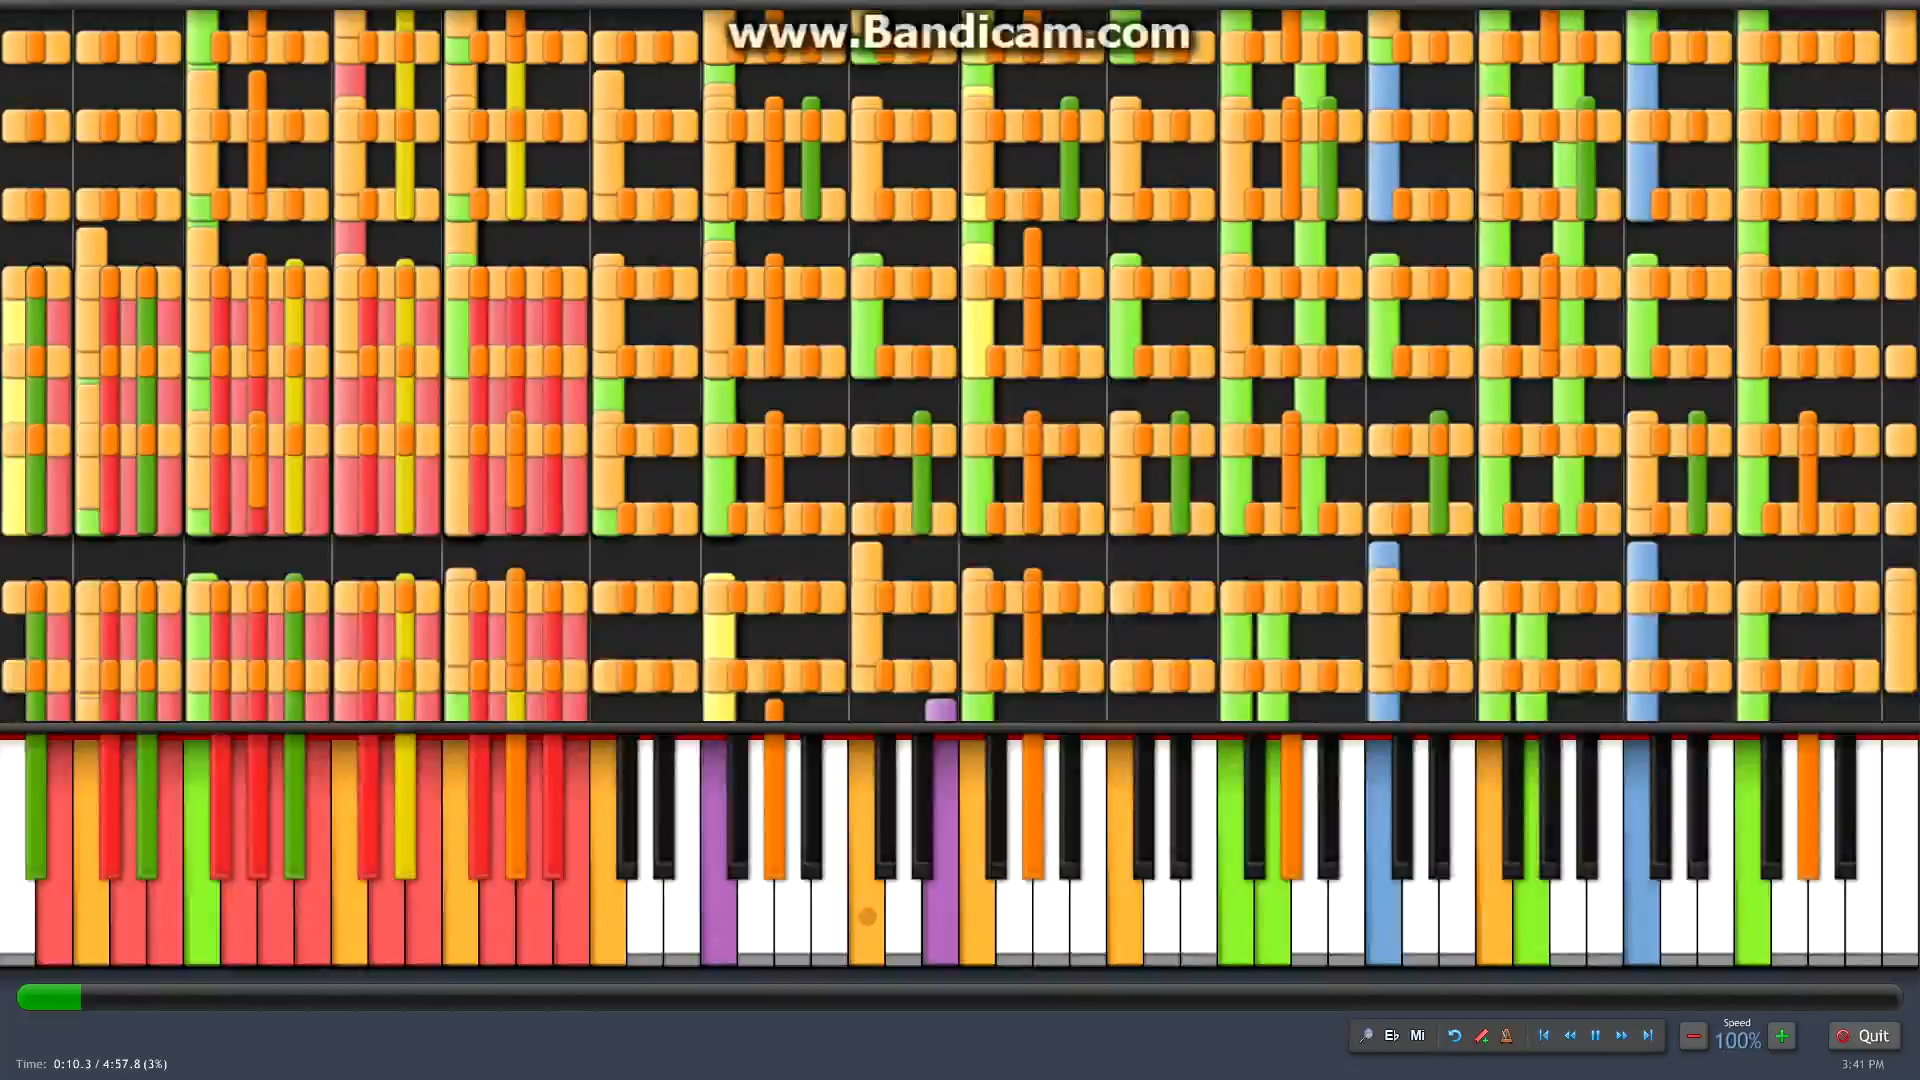 www.Bandicam.com
E♭ Mi
Speed
100%
Quit
Time: 0:10.3 / 4:57.8 (3%)
3:41 PM